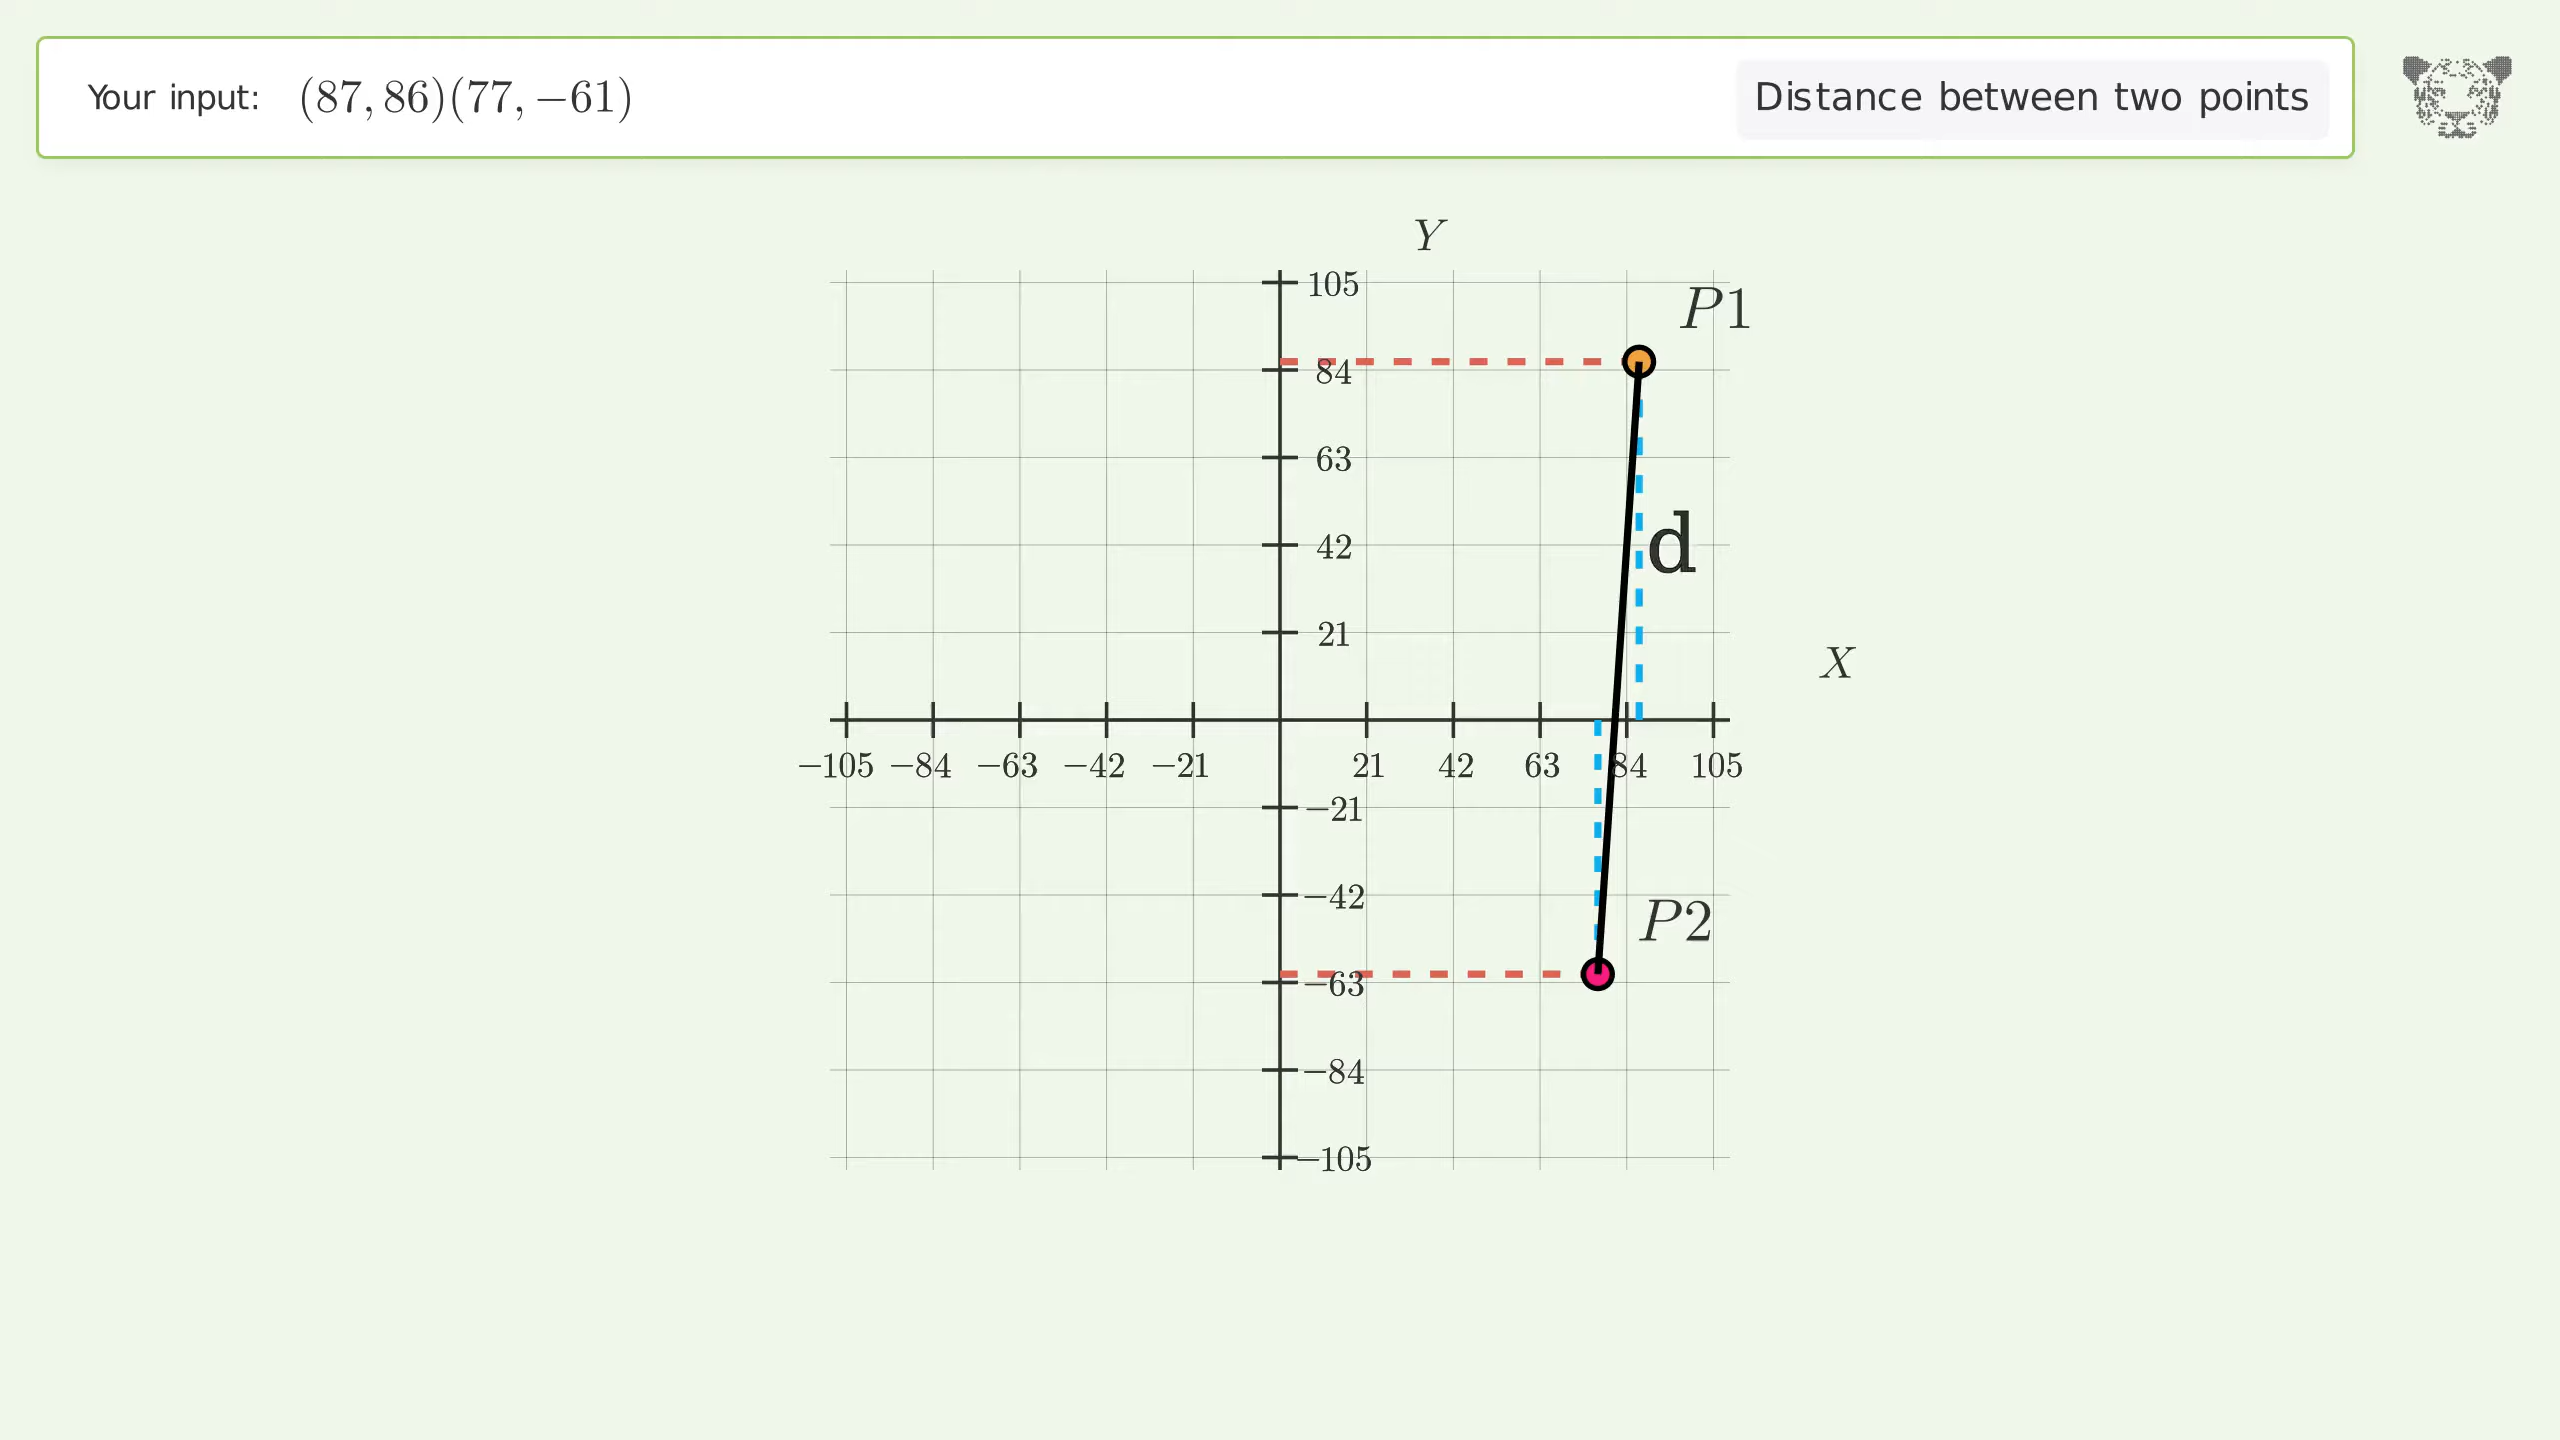 Your input: (87, 86)(77, −61)
Distance between two points
Y
105
P1
84
63
d
42
21
X
−105 −84 −63 −42 −21 21 42 63 84 105
−21
−42
P2
−63
−84
−105